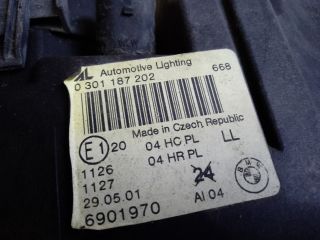 AL Automotive Lighting
0 301 187 202 668
Made in Czech Republic
E1 20 04 HC PL LL
04 HR PL
1126
1127 24
29.05.01 AI 04
6901970
BMW